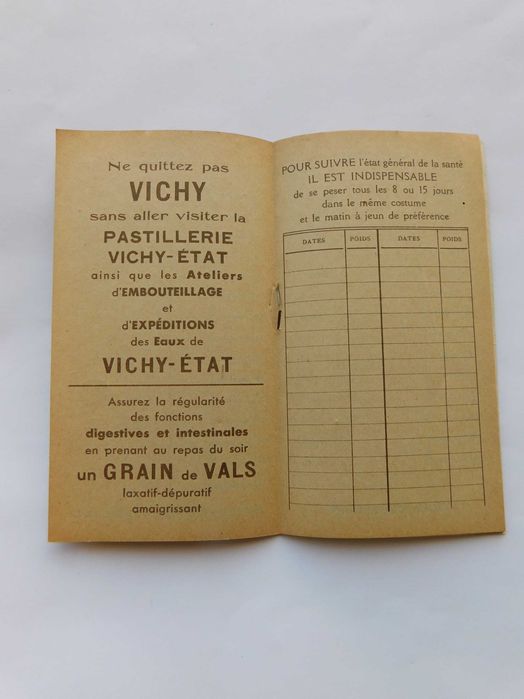 Ne quittez pas
VICHY
sans aller visiter la
PASTILLERIE
VICHY-ÉTAT
ainsi que les Ateliers
d'EMBOUTEILLAGE
et
d'EXPÉDITIONS
des Eaux de
VICHY-ÉTAT
Assurez la régularité
des fonctions
digestives et intestinales
en prenant au repas du soir
un GRAIN de VALS
laxatif-dépuratif
amaigrissant
POUR SUIVRE l'état général de la santé
IL EST INDISPENSABLE
de se peser tous les 8 ou 15 jours
dans le même costume
et le matin à jeun de préférence
DATES POIDS DATES POIDS